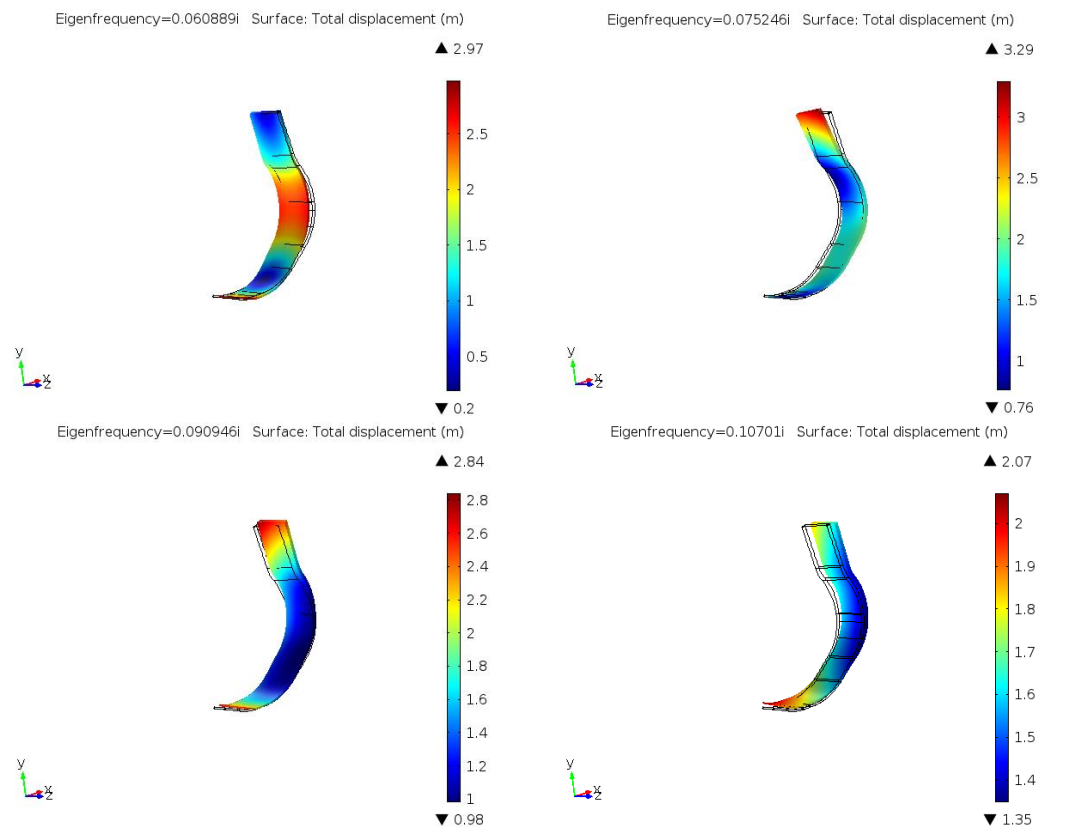 Eigenfrequency=0.060889i Surface: Total displacement (m)
▲ 2.97
2.5
2
1.5
1
0.5
▼ 0.2
y
x
z
Eigenfrequency=0.075246i Surface: Total displacement (m)
▲ 3.29
3
2.5
2
1.5
1
▼ 0.76
y
x
z
Eigenfrequency=0.090946i Surface: Total displacement (m)
▲ 2.84
2.8
2.6
2.4
2.2
2
1.8
1.6
1.4
1.2
1
▼ 0.98
y
x
z
Eigenfrequency=0.10701i Surface: Total displacement (m)
▲ 2.07
2
1.9
1.8
1.7
1.6
1.5
1.4
▼ 1.35
y
x
z